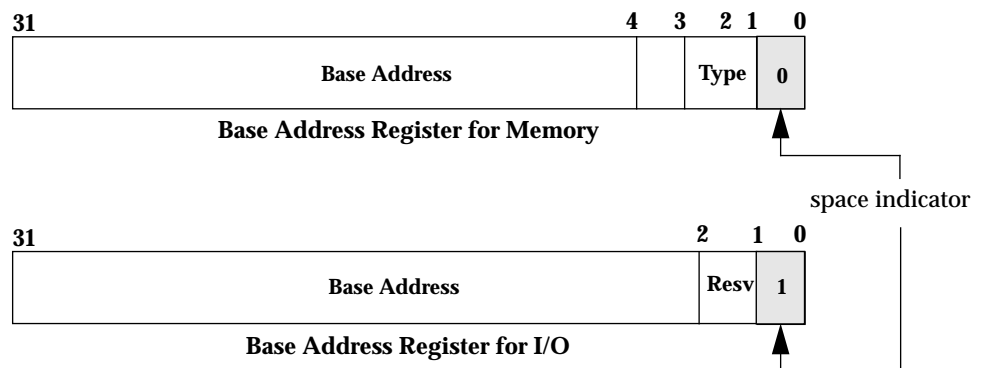 31 4 3 2 1 0
Base Address Type 0
Base Address Register for Memory
space indicator
31 2 1 0
Base Address Resv 1
Base Address Register for I/O